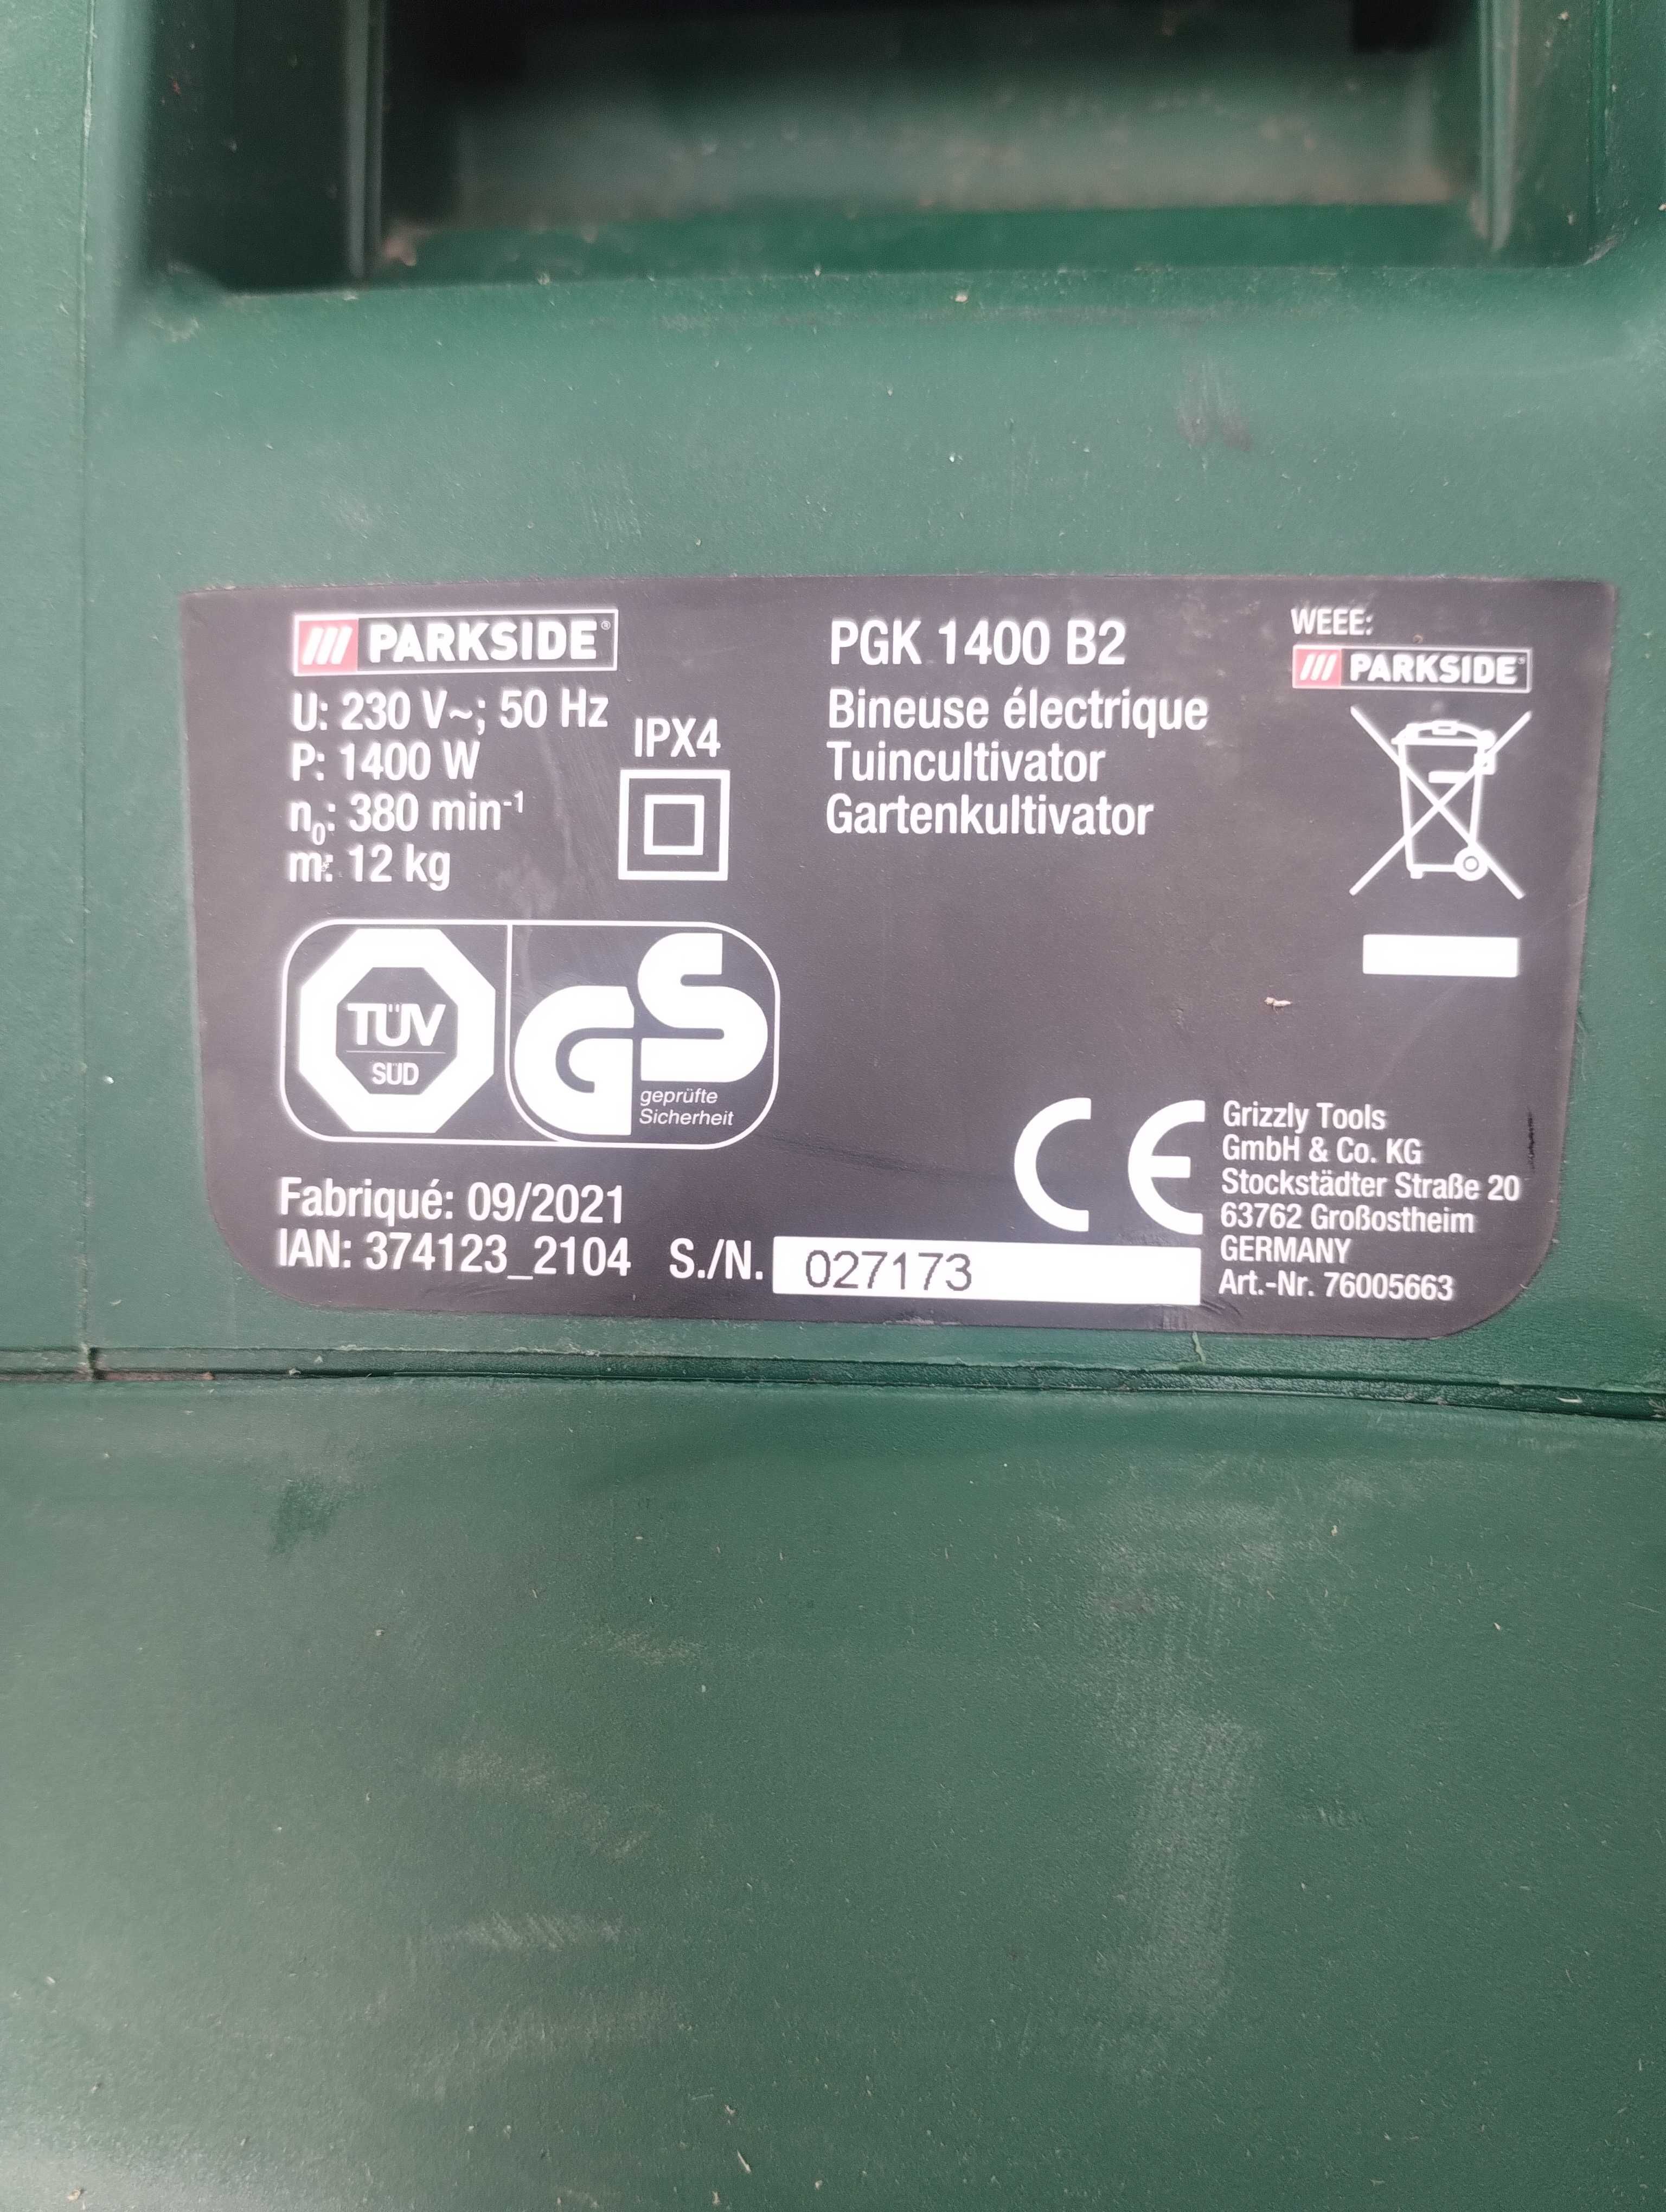 PARKSIDE®
U: 230 V~; 50 Hz
P: 1400 W
n₀: 380 min⁻¹
m: 12 kg
IPX4
PGK 1400 B2
Bineuse électrique
Tuincultivator
Gartenkultivator
WEEE:
PARKSIDE®
TÜV
SÜD
GS
geprüfte
Sicherheit
Fabriqué: 09/2021
IAN: 374123_2104 S./N. 027173
CE
Grizzly Tools
GmbH & Co. KG
Stockstädter Straße 20
63762 Großostheim
GERMANY
Art.-Nr. 76005663